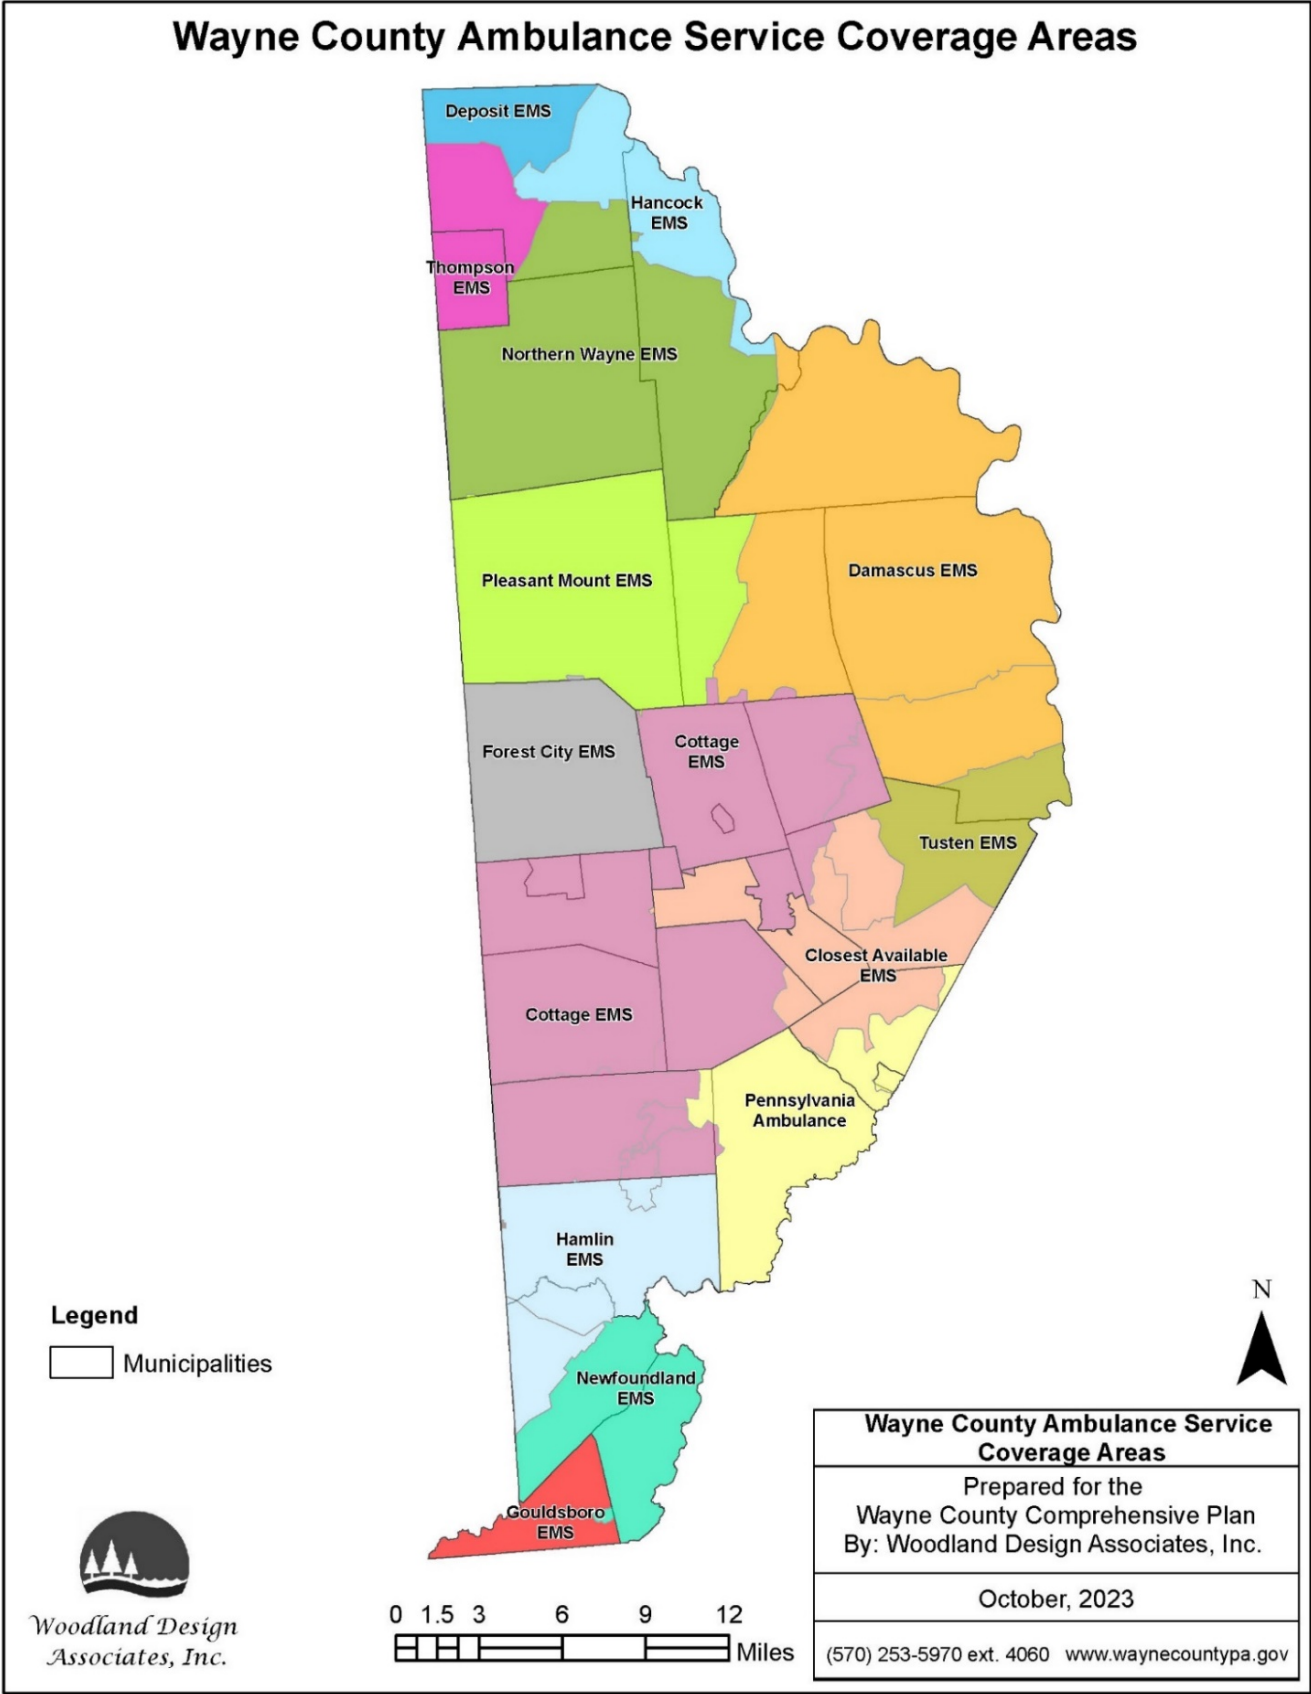 Wayne County Ambulance Service Coverage Areas
Deposit EMS
Hancock
EMS
Thompson
EMS
Northern Wayne EMS
Pleasant Mount EMS
Damascus EMS
Forest City EMS
Cottage
EMS
Tusten EMS
Closest Available
EMS
Cottage EMS
Pennsylvania
Ambulance
Hamlin
EMS
Newfoundland
EMS
Gouldsboro
EMS
Legend
Municipalities
N
Woodland Design
Associates, Inc.
0 1.5 3 6 9 12
Miles
Wayne County Ambulance Service
Coverage Areas
Prepared for the
Wayne County Comprehensive Plan
By: Woodland Design Associates, Inc.
October, 2023
(570) 253-5970 ext. 4060 www.waynecountypa.gov